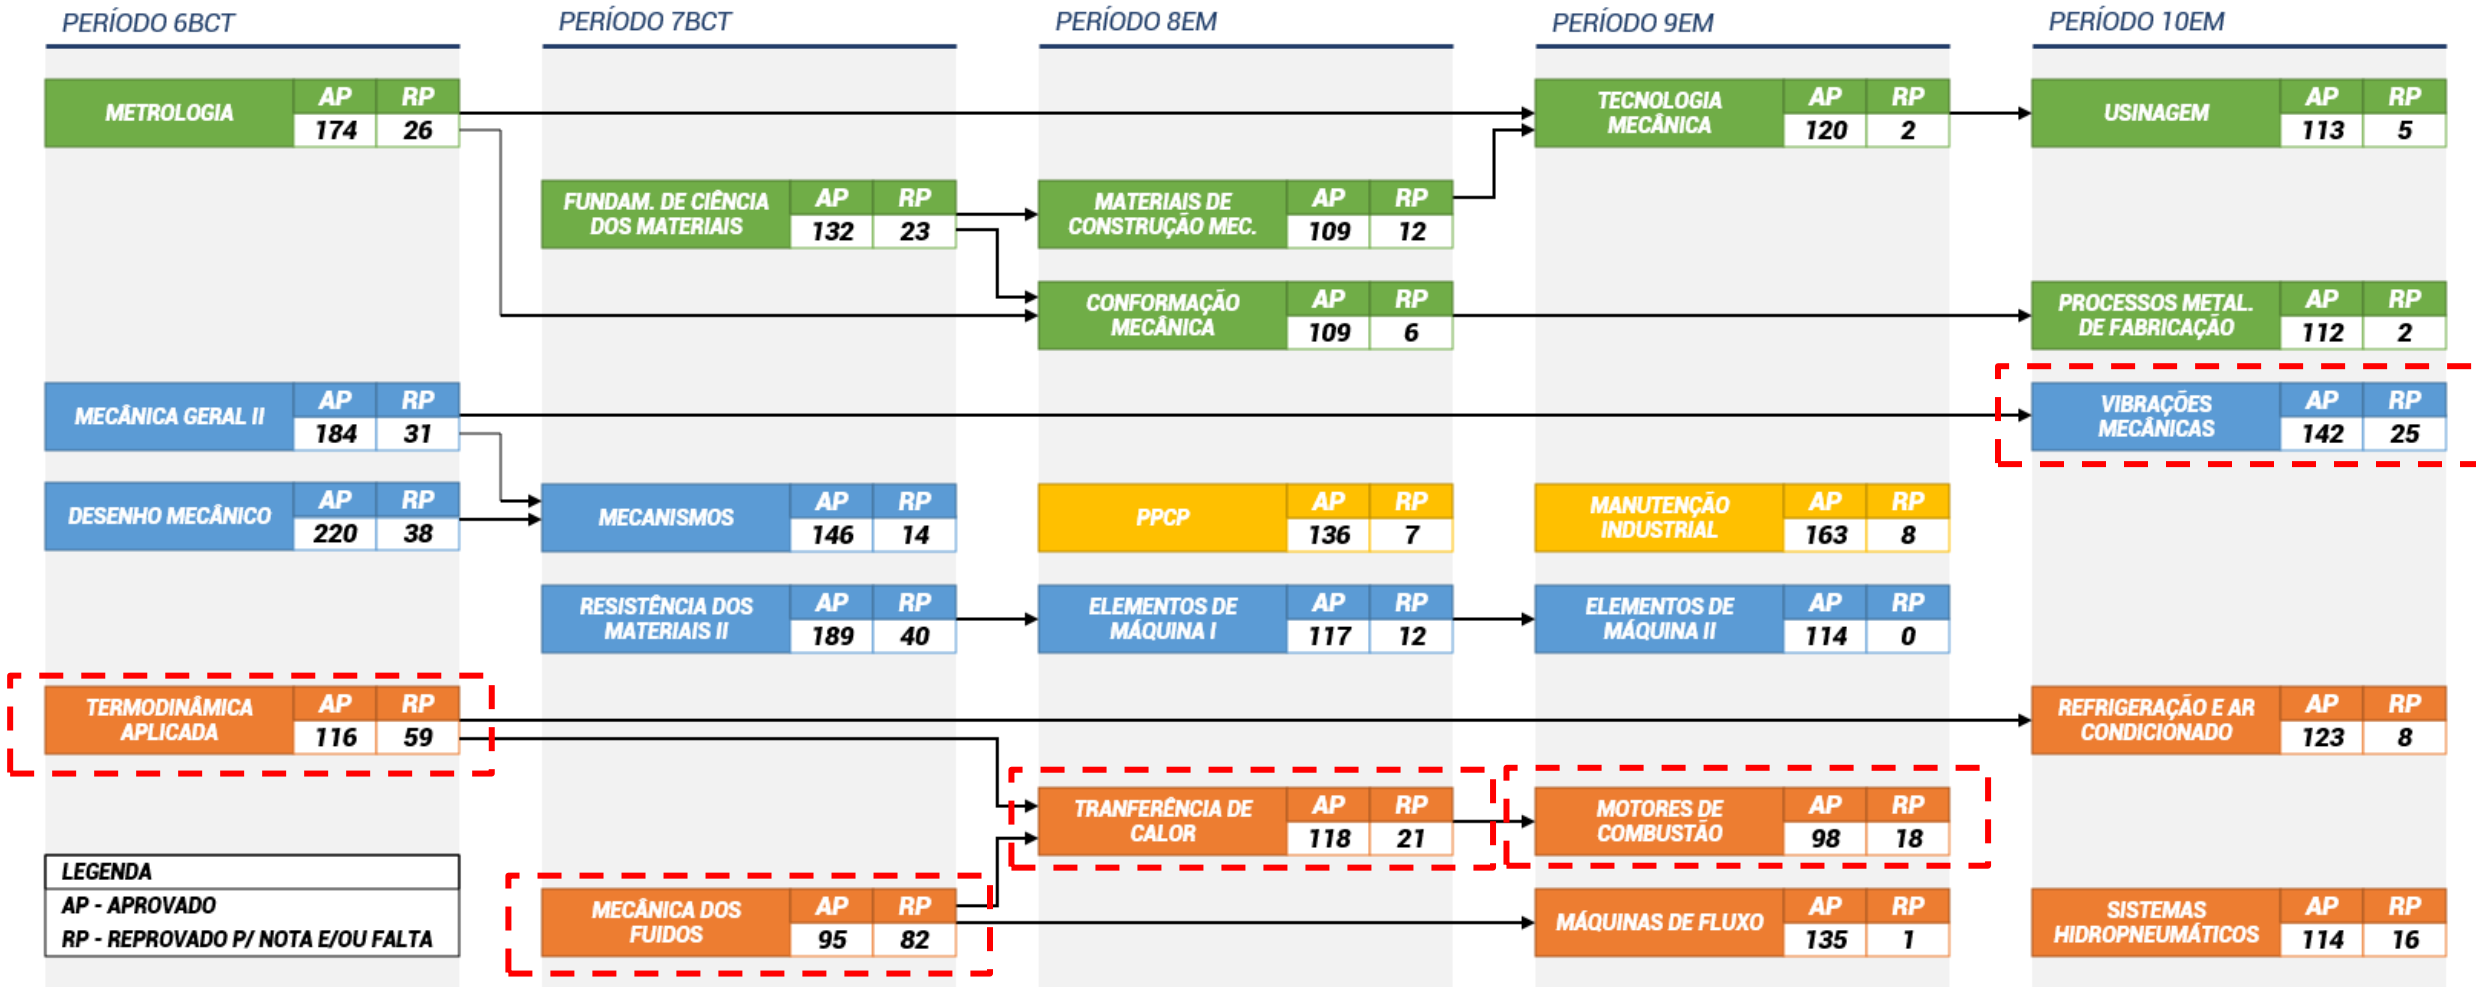 PERÍODO 6BCT
PERÍODO 7BCT
PERÍODO 8EM
PERÍODO 9EM
PERÍODO 10EM
METROLOGIA
AP RP
174 26
TECNOLOGIA
MECÂNICA
AP RP
120 2
USINAGEM
AP RP
113 5
FUNDAM. DE CIÊNCIA
DOS MATERIAIS
AP RP
132 23
MATERIAIS DE
CONSTRUÇÃO MEC.
AP RP
109 12
CONFORMAÇÃO
MECÂNICA
AP RP
109 6
PROCESSOS METAL.
DE FABRICAÇÃO
AP RP
112 2
MECÂNICA GERAL II
AP RP
184 31
VIBRAÇÕES
MECÂNICAS
AP RP
142 25
DESENHO MECÂNICO
AP RP
220 38
MECANISMOS
AP RP
146 14
PPCP
AP RP
136 7
MANUTENÇÃO
INDUSTRIAL
AP RP
163 8
RESISTÊNCIA DOS
MATERIAIS II
AP RP
189 40
ELEMENTOS DE
MÁQUINA I
AP RP
117 12
ELEMENTOS DE
MÁQUINA II
AP RP
114 0
TERMODINÂMICA
APLICADA
AP RP
116 59
REFRIGERAÇÃO E AR
CONDICIONADO
AP RP
123 8
TRANFERÊNCIA DE
CALOR
AP RP
118 21
MOTORES DE
COMBUSTÃO
AP RP
98 18
MECÂNICA DOS
FUIDOS
AP RP
95 82
MÁQUINAS DE FLUXO
AP RP
135 1
SISTEMAS
HIDROPNEUMÁTICOS
AP RP
114 16
LEGENDA
AP - APROVADO
RP - REPROVADO P/ NOTA E/OU FALTA